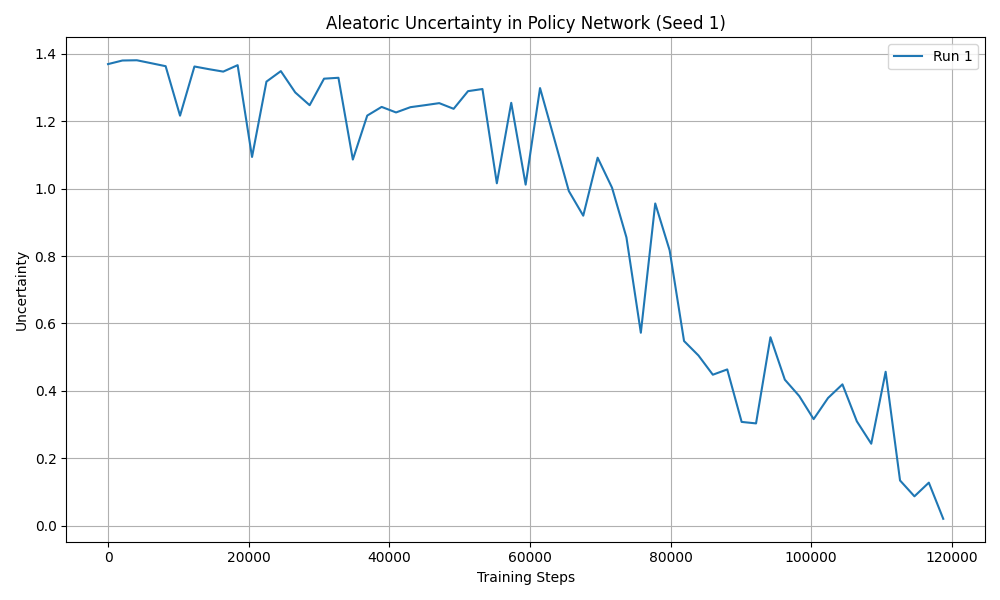 Aleatoric Uncertainty in Policy Network (Seed 1)
Run 1
Uncertainty
1.4
1.2
1.0
0.8
0.6
0.4
0.2
0.0
0 20000 40000 60000 80000 100000 120000
Training Steps